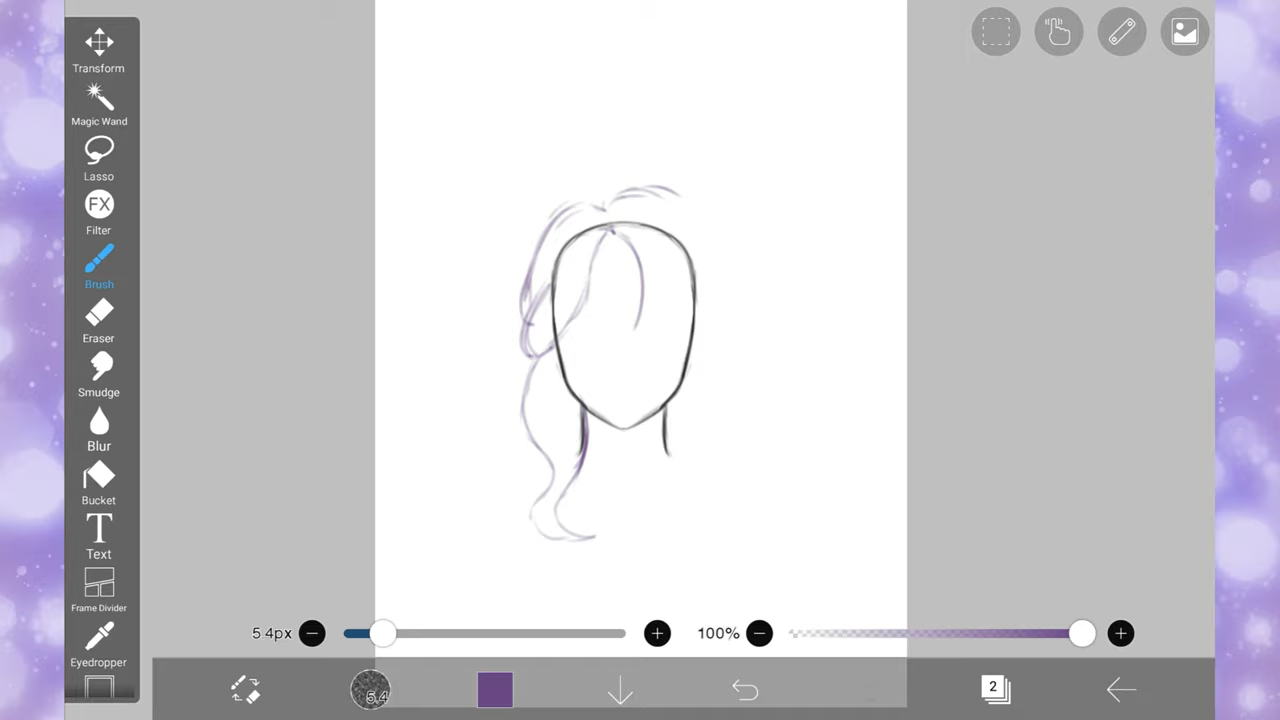 Transform
Magic Wand
Lasso
FX
Filter
Brush
Eraser
Smudge
Blur
Bucket
T
Text
Frame Divider
Eyedropper
5.4px
100%
5.4
2